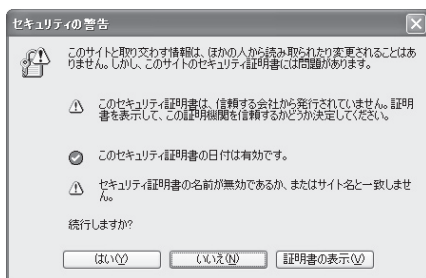 セキュリティの警告
このサイトと取り交わす情報は、ほかの人から読み取られたり変更されることはあ
りません。しかし、このサイトのセキュリティ証明書には問題があります。
このセキュリティ証明書は、信頼する会社から発行されていません。証明
書を表示して、この証明機関を信頼するかどうか決定してください。
このセキュリティ証明書の日付は有効です。
セキュリティ証明書の名前が無効であるか、またはサイト名と一致しませ
ん。
続行しますか?
はい(Y) いいえ(N) 証明書の表示(V)